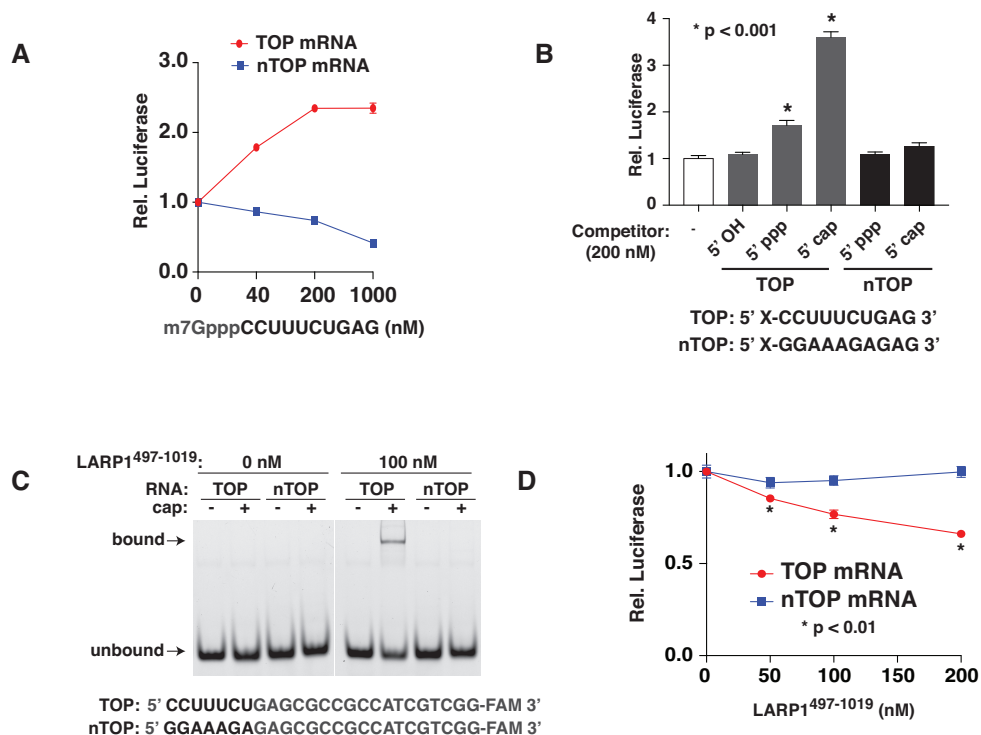 A
TOP mRNA
nTOP mRNA
Rel. Luciferase
3.0
2.0
1.0
0.0
0 40 200 1000
m7GpppCCUUUCUGAG (nM)
B
* p < 0.001
Rel. Luciferase
4
3
2
1
0
*
*
Competitor:
(200 nM)
- 5’ OH 5’ ppp 5’ cap 5’ ppp 5’ cap
TOP nTOP
TOP: 5’ X-CCUUUCUGAG 3’
nTOP: 5’ X-GGAAAGAGAG 3’
C
LARP1497-1019: 0 nM 100 nM
RNA: TOP nTOP TOP nTOP
cap: - + - + - + - +
bound
unbound
TOP: 5’ CCUUUCUGAGCGCCGCCATCGTCGG-FAM 3’
nTOP: 5’ GGAAAGAGAGCGCCGCCATCGTCGG-FAM 3’
D
Rel. Luciferase
1.0
0.5
0.0
* * *
TOP mRNA
nTOP mRNA
* p < 0.01
0 50 100 150 200
LARP1497-1019 (nM)